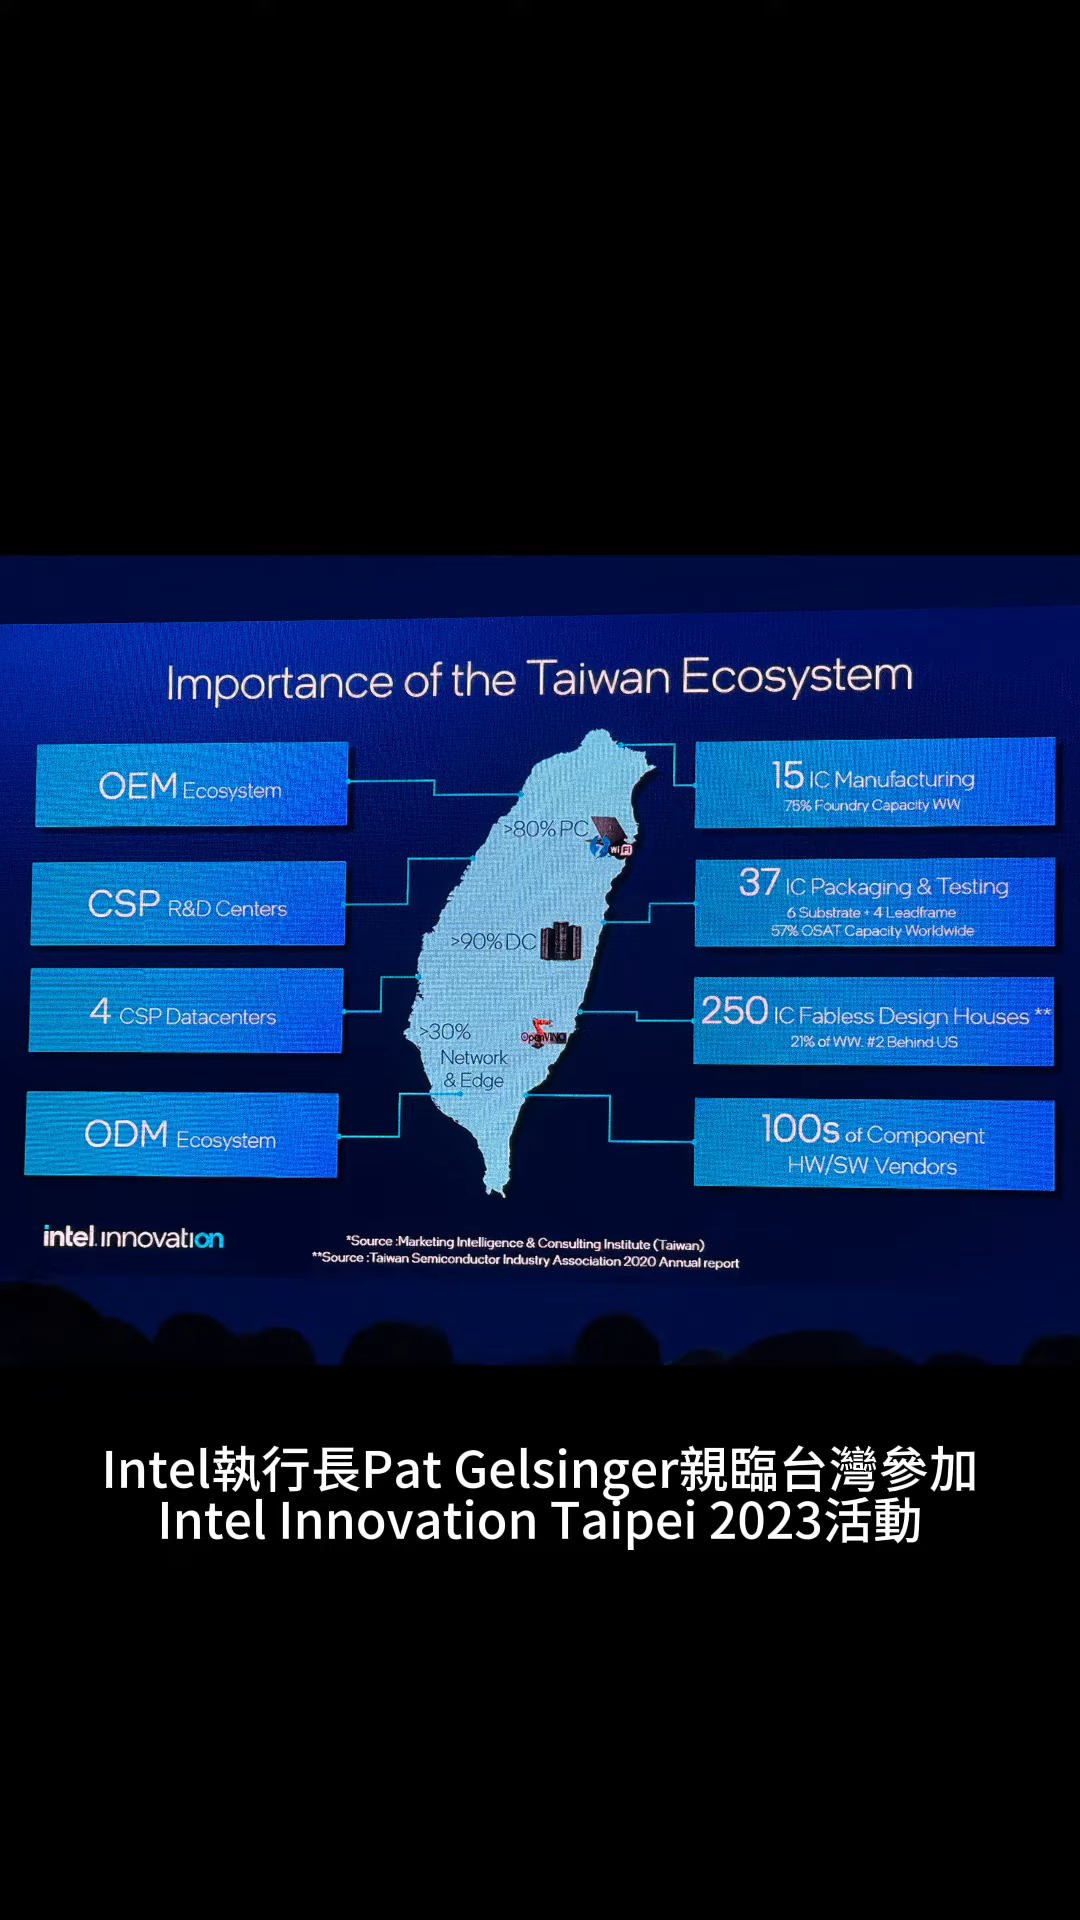 Importance of the Taiwan Ecosystem
OEM Ecosystem
CSP R&D Centers
4 CSP Datacenters
ODM Ecosystem
>80% PC
WiFi
>90% DC
>30%
OpenVINO
Network
& Edge
15 IC Manufacturing
75% Foundry Capacity WW
37 IC Packaging & Testing
6 Substrate + 4 Leadframe
57% OSAT Capacity Worldwide
250 IC Fabless Design Houses **
21% of WW. #2 Behind US
100s of Component
HW/SW Vendors
intel. innovation
*Source :Marketing Intelligence & Consulting Institute (Taiwan)
**Source :Taiwan Semiconductor Industry Association 2020 Annual report
Intel執行長Pat Gelsinger親臨台灣參加
Intel Innovation Taipei 2023活動